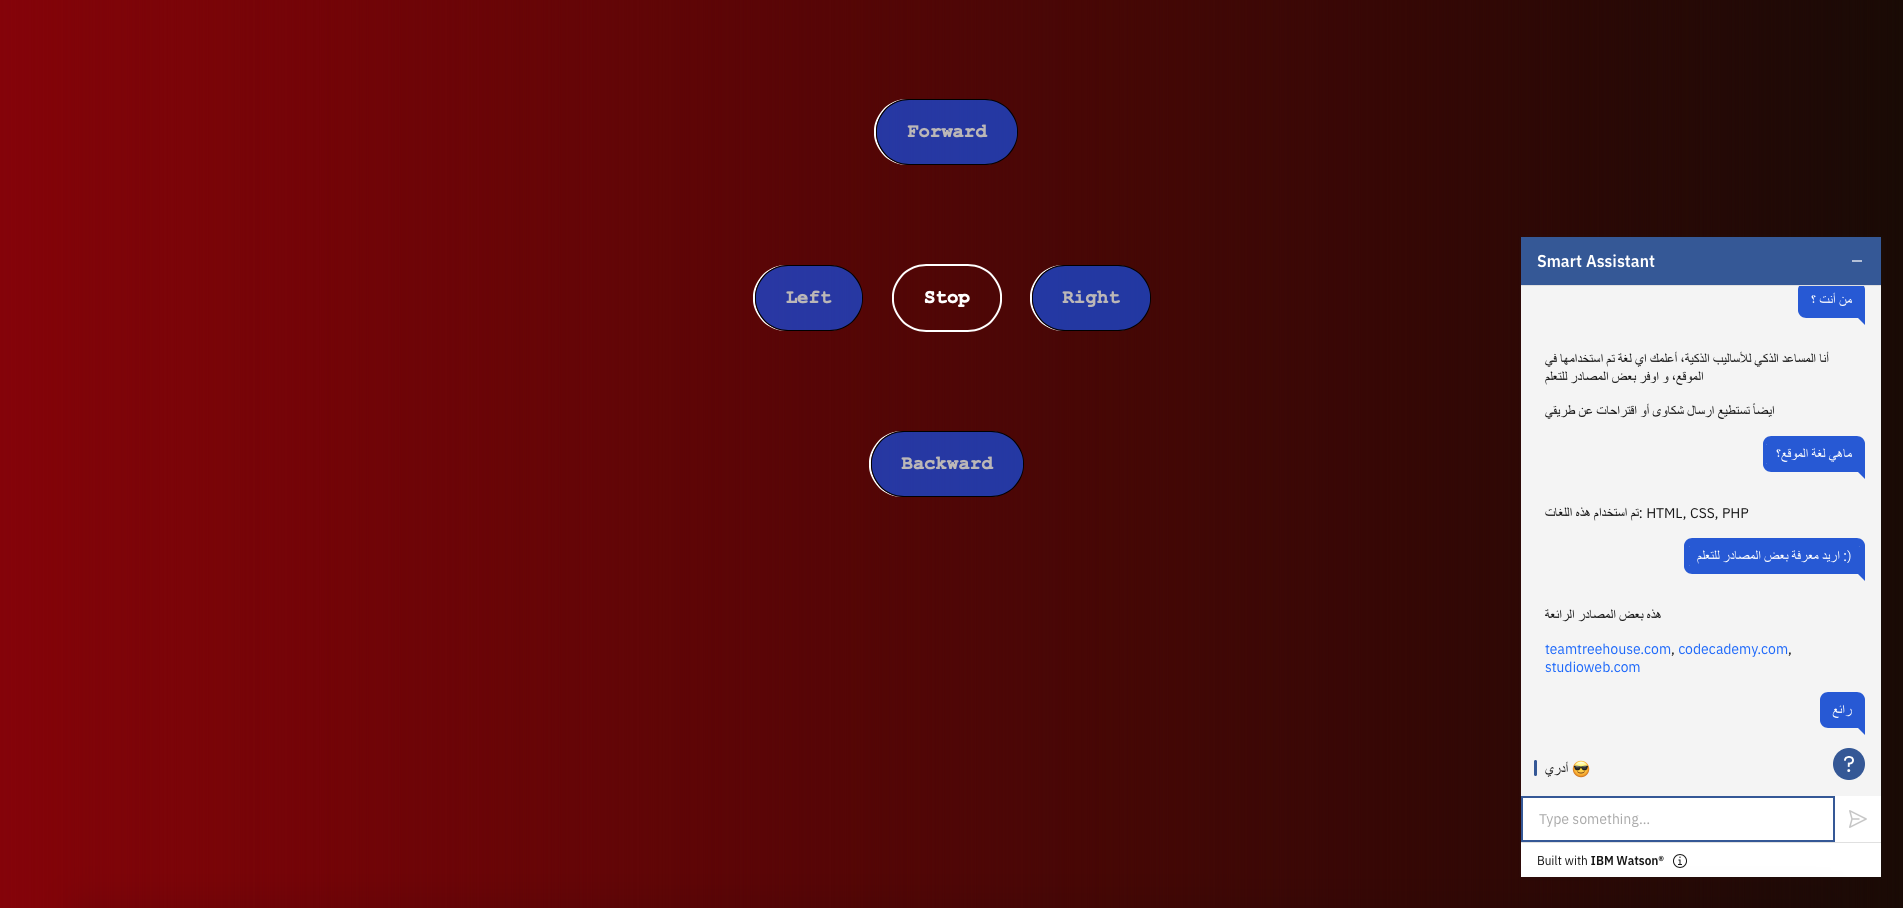 Forward
Left
Stop
Right
Backward
Smart Assistant
من أنت ؟
أنا المساعد الذكي للأساليب الذكية، أعلمك اي لغة تم استخدامها في
الموقع، و اوفر بعض المصادر للتعلم
ايضاً تستطيع ارسال شكاوى أو اقتراحات عن طريقي
ماهي لغة الموقع؟
تم استخدام هذه اللغات: HTML, CSS, PHP
اريد معرفة بعض المصادر للتعلم :)
هذه بعض المصادر الرائعة
teamtreehouse.com, codecademy.com,
studioweb.com
رائع
أدري 😎
?
Type something...
Built with IBM Watson®